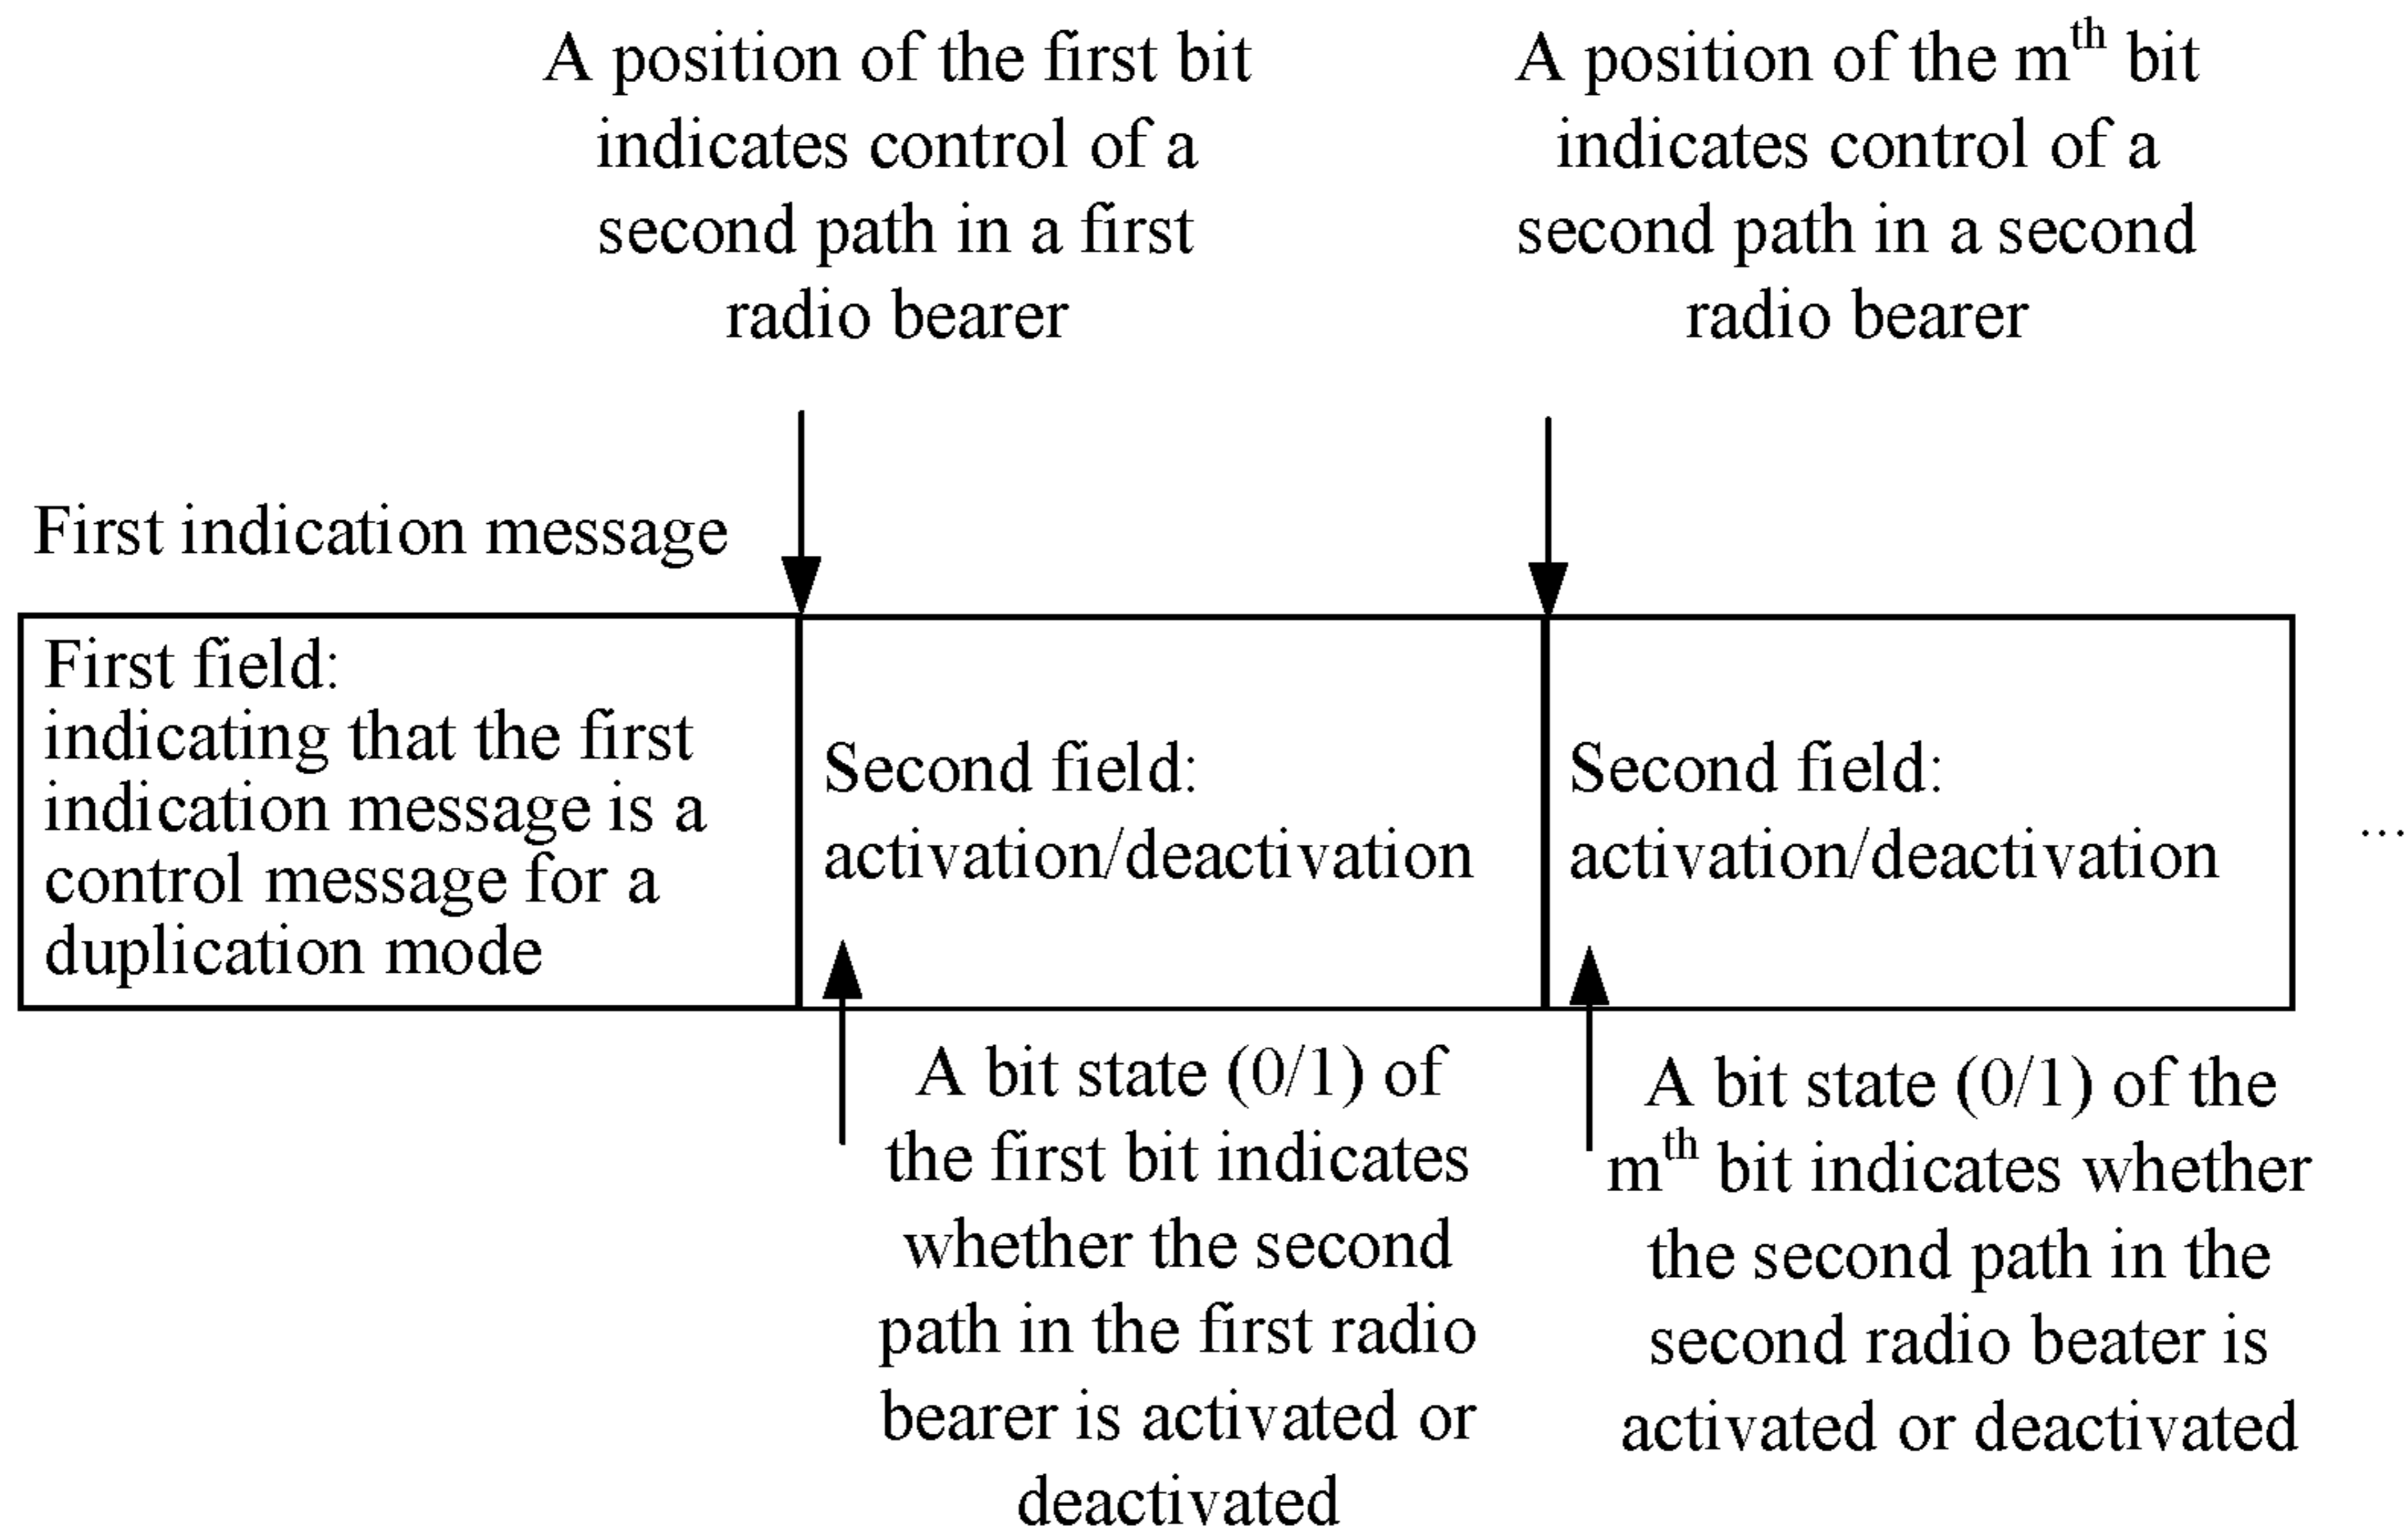 A position of the first bit
indicates control of a
second path in a first
radio bearer
A position of the mth bit
indicates control of a
second path in a second
radio bearer
First indication message
First field:
indicating that the first
indication message is a
control message for a
duplication mode
Second field:
activation/deactivation
Second field:
activation/deactivation
...
A bit state (0/1) of
the first bit indicates
whether the second
path in the first radio
bearer is activated or
deactivated
A bit state (0/1) of the
mth bit indicates whether
the second path in the
second radio beater is
activated or deactivated